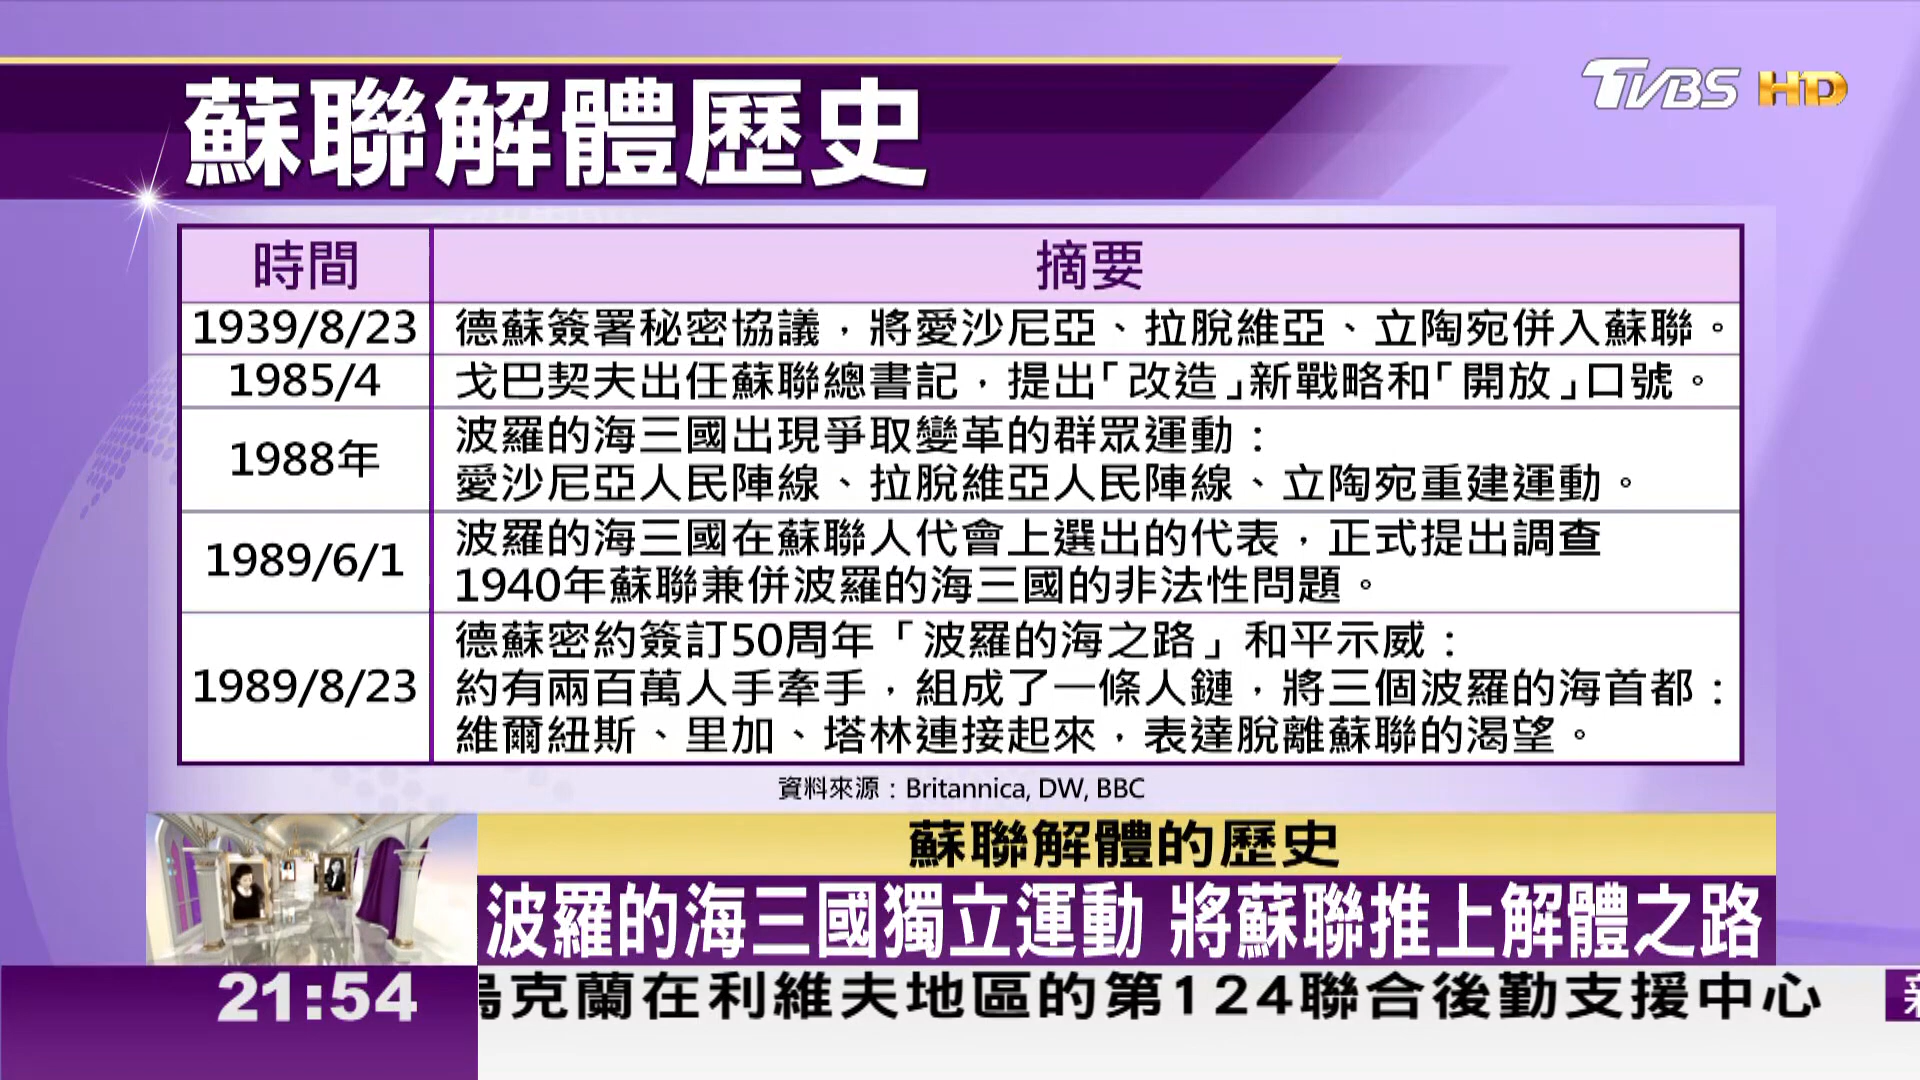 蘇聯解體歷史
TVBS HD
時間
摘要
1939/8/23
德蘇簽署秘密協議，將愛沙尼亞、拉脫維亞、立陶宛併入蘇聯。
1985/4
戈巴契夫出任蘇聯總書記，提出「改造」新戰略和「開放」口號。
1988年
波羅的海三國出現爭取變革的群眾運動：
愛沙尼亞人民陣線、拉脫維亞人民陣線、立陶宛重建運動。
1989/6/1
波羅的海三國在蘇聯人代會上選出的代表，正式提出調查
1940年蘇聯兼併波羅的海三國的非法性問題。
1989/8/23
德蘇密約簽訂50周年「波羅的海之路」和平示威：
約有兩百萬人手牽手，組成了一條人鏈，將三個波羅的海首都：
維爾紐斯、里加、塔林連接起來，表達脫離蘇聯的渴望。
資料來源：Britannica, DW, BBC
蘇聯解體的歷史
波羅的海三國獨立運動 將蘇聯推上解體之路
21:54
烏克蘭在利維夫地區的第124聯合後勤支援中心